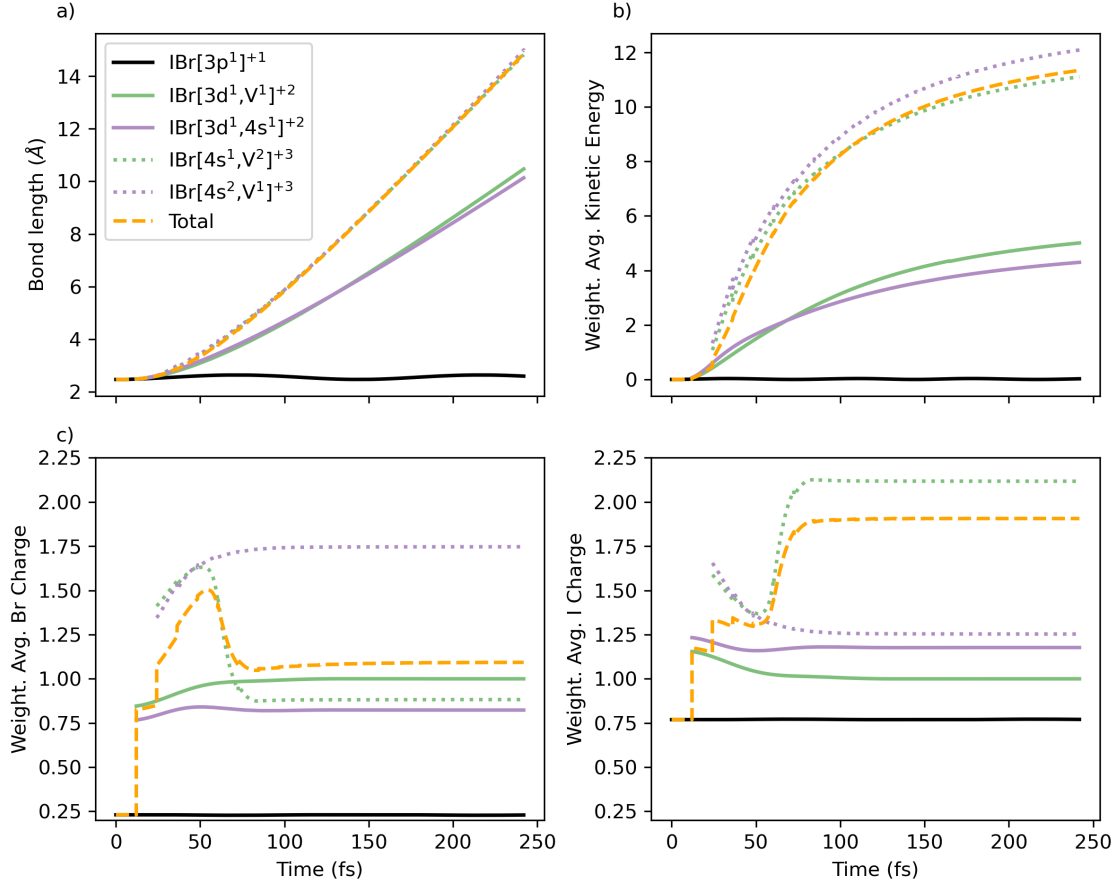 a)
Bond length (Å)
14
12
10
8
6
4
2
IBr[3p¹]⁺¹
IBr[3d¹,V¹]⁺²
IBr[3d¹,4s¹]⁺²
IBr[4s¹,V²]⁺³
IBr[4s²,V¹]⁺³
Total
b)
Weight. Avg. Kinetic Energy
12
10
8
6
4
2
0
c)
Weight. Avg. Br Charge
2.25
2.00
1.75
1.50
1.25
1.00
0.75
0.50
0.25
0 50 100 150 200 250
Time (fs)
Weight. Avg. I Charge
2.25
2.00
1.75
1.50
1.25
1.00
0.75
0.50
0.25
0 50 100 150 200 250
Time (fs)